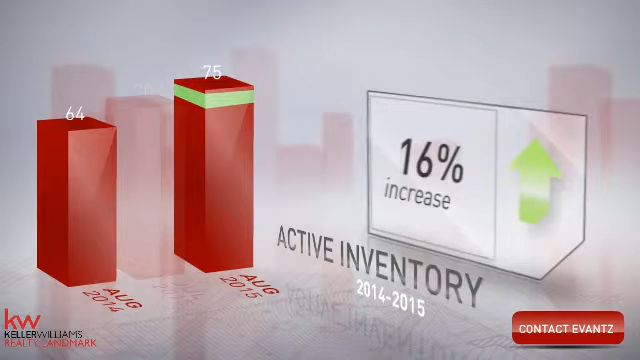 75
64
16%
increase
ACTIVE INVENTORY
2014-2015
AUG
2014
AUG
2015
kw
KELLERWILLIAMS
REALTY LANDMARK
CONTACT EVANTZ